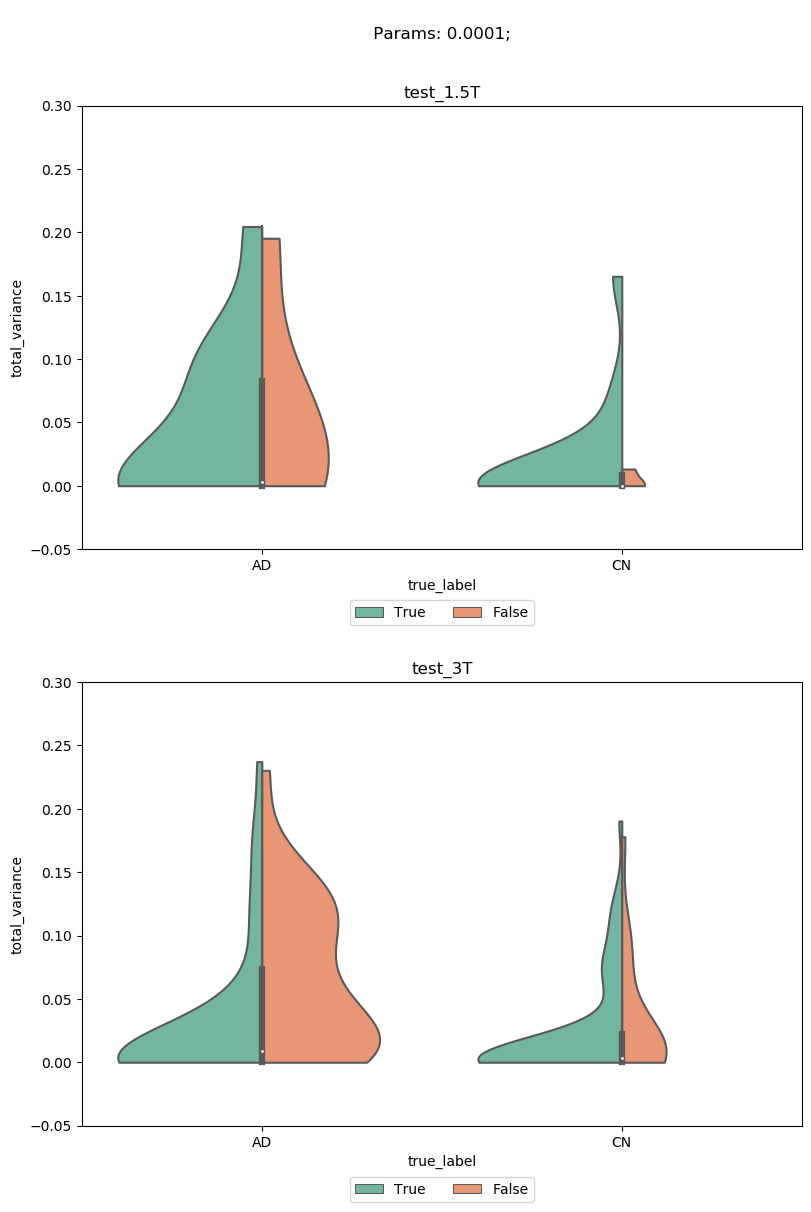 Params: 0.0001;
test_1.5T
0.30
0.25
0.20
0.15
0.10
0.05
0.00
−0.05
total_variance
AD CN
true_label
True False
test_3T
0.30
0.25
0.20
0.15
0.10
0.05
0.00
−0.05
total_variance
AD CN
true_label
True False